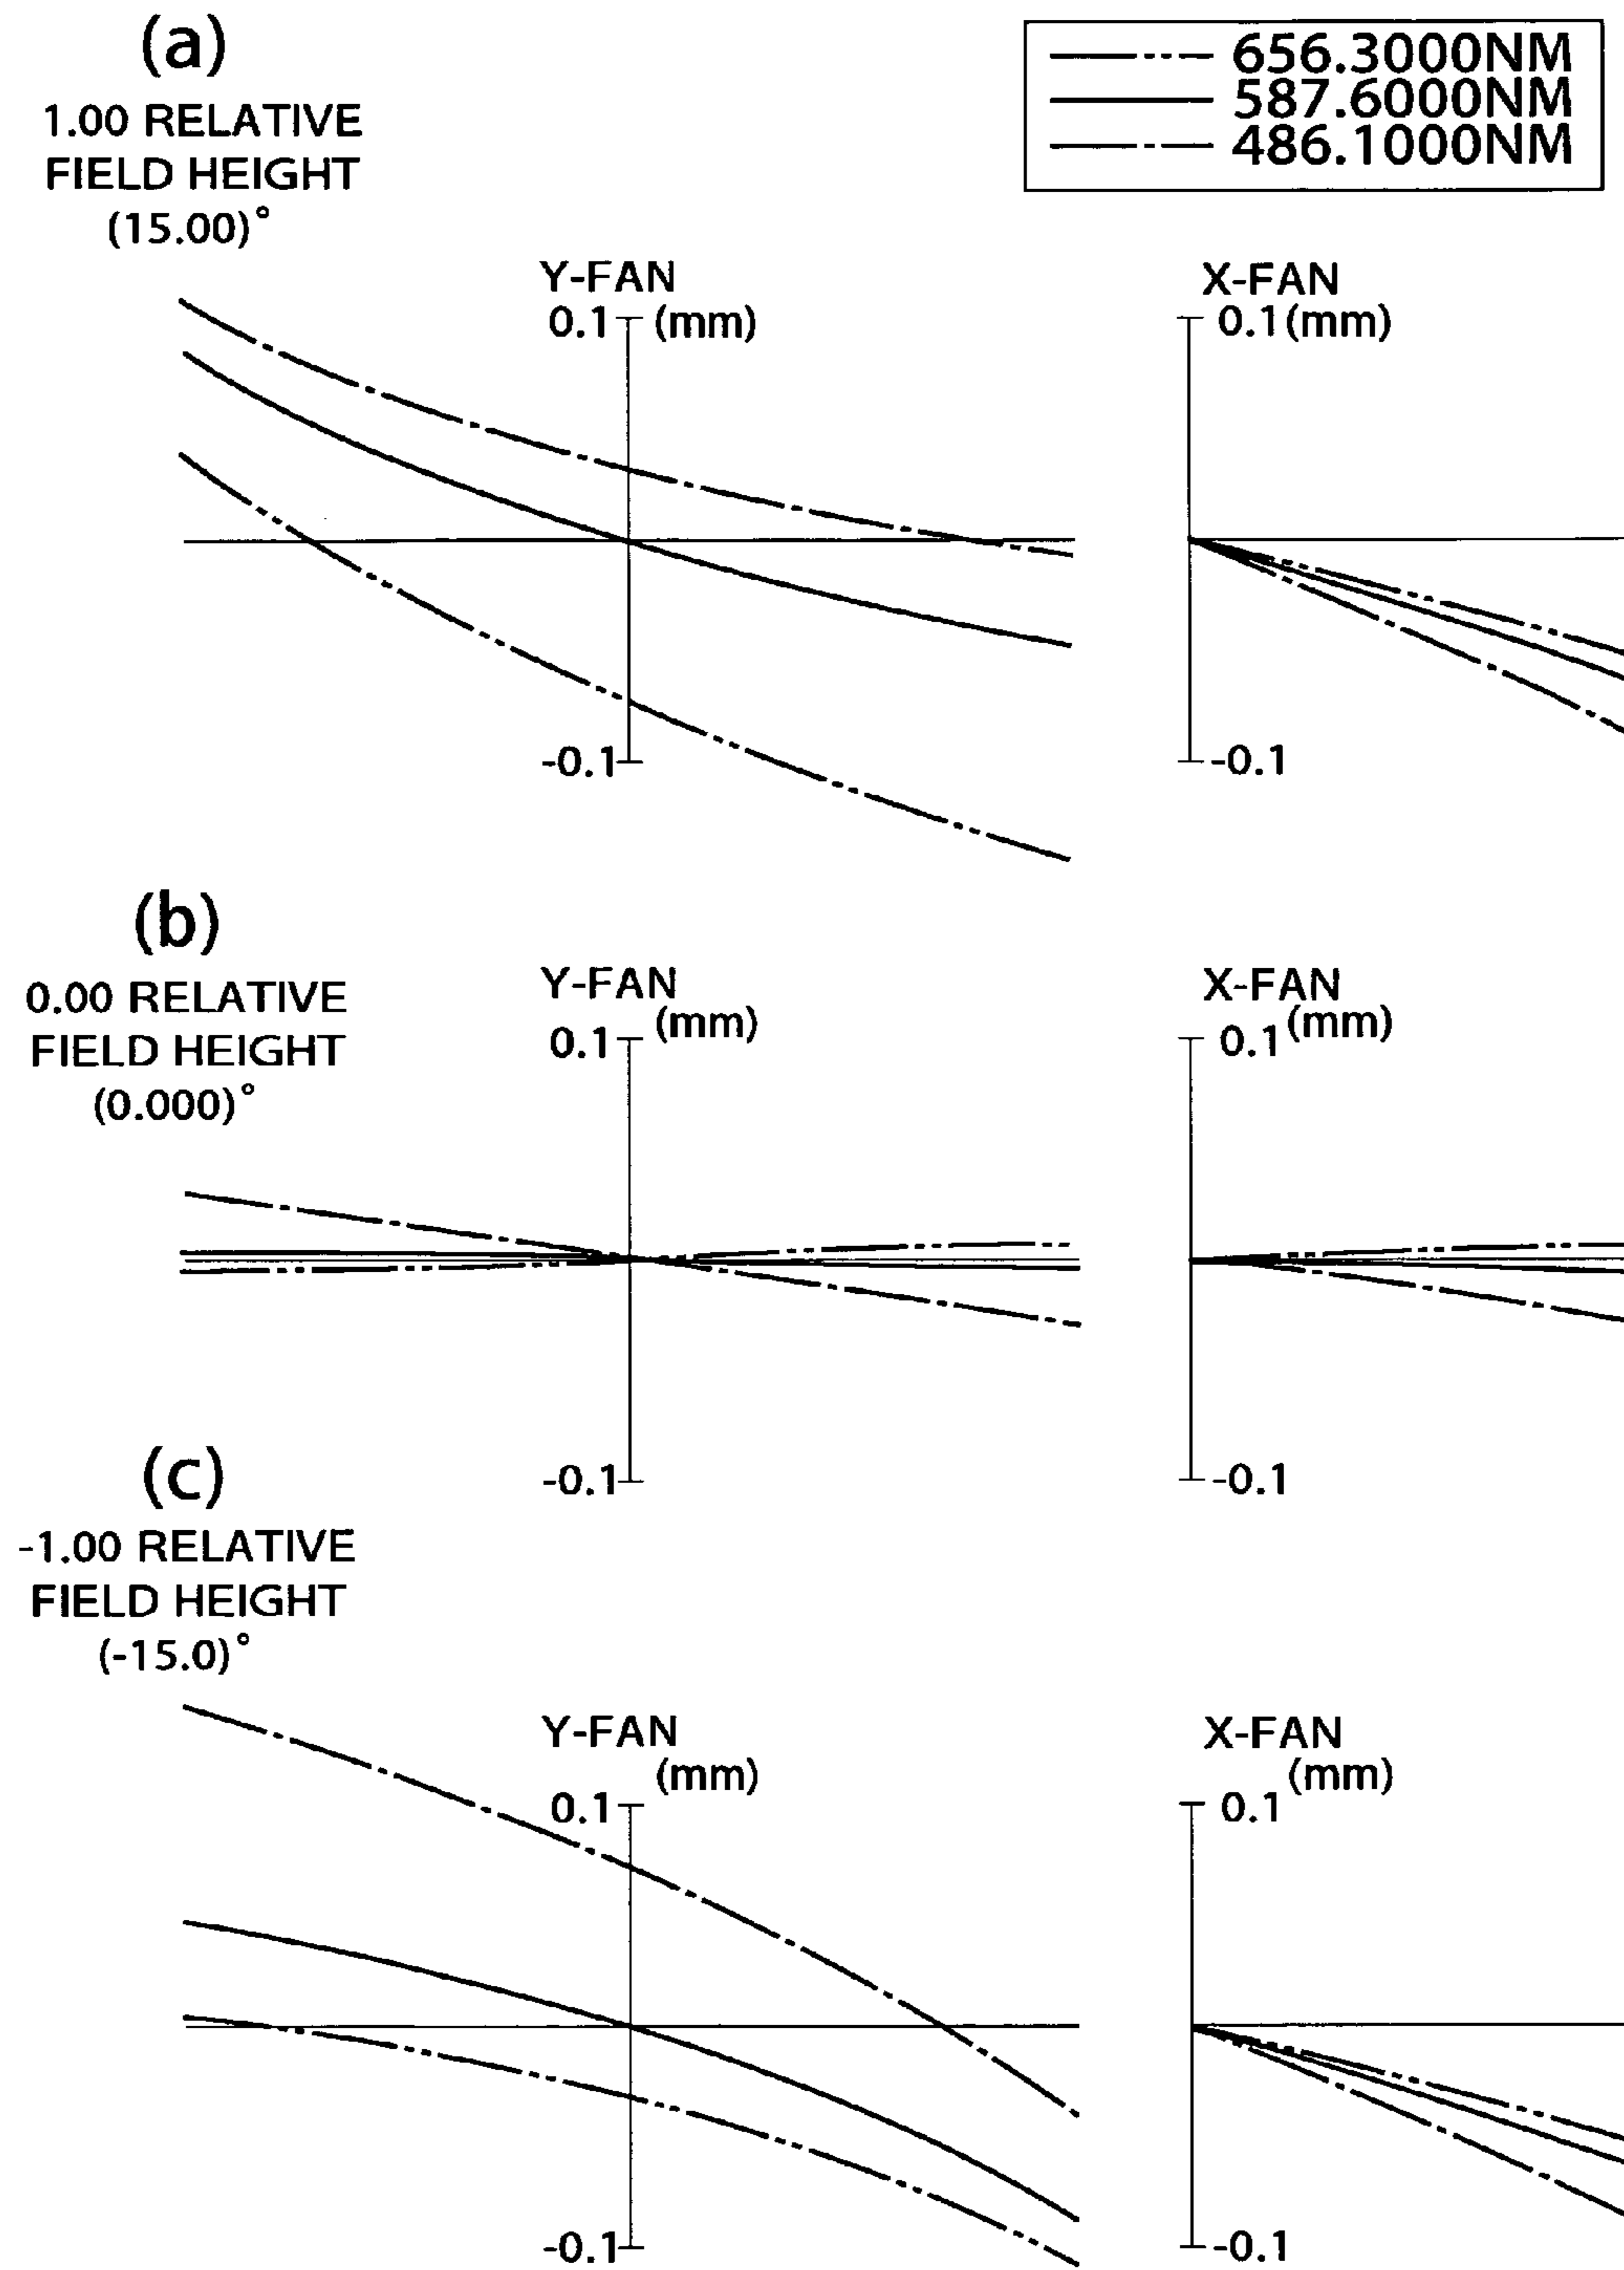 (a)
1.00 RELATIVE
FIELD HEIGHT
(15.00)°
656.3000NM
587.6000NM
486.1000NM
Y-FAN
0.1 (mm)
-0.1
X-FAN
0.1 (mm)
-0.1
(b)
0.00 RELATIVE
FIELD HEIGHT
(0.000)°
Y-FAN
(mm)
0.1
-0.1
X-FAN
(mm)
0.1
-0.1
(c)
-1.00 RELATIVE
FIELD HEIGHT
(-15.0)°
Y-FAN
(mm)
0.1
-0.1
X-FAN
(mm)
0.1
-0.1